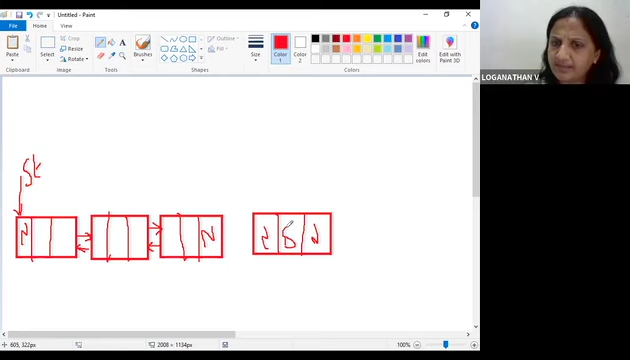 Untitled - Paint
File Home View
Paste
Select
Crop
Resize
Rotate
Brushes
Outline
Fill
Size
Color 1
Color 2
Edit colors
Edit with Paint 3D
Clipboard Image Tools Shapes Colors
LOGANATHAN V
St
N N 5
605, 322px 2008 × 1134px 100%